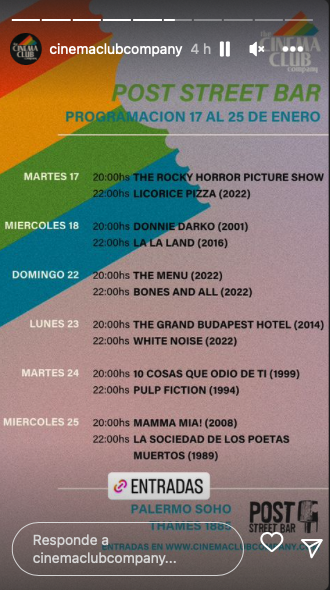 THE CINEMA CLUB company
cinemaclubcompany 4 h
the
CINEMA
CLUB
company
POST STREET BAR
PROGRAMACION 17 AL 25 DE ENERO
MARTES 17 20:00hs THE ROCKY HORROR PICTURE SHOW
22:00hs LICORICE PIZZA (2022)
MIERCOLES 18 20:00hs DONNIE DARKO (2001)
22:00hs LA LA LAND (2016)
DOMINGO 22 20:00hs THE MENU (2022)
22:00hs BONES AND ALL (2022)
LUNES 23 20:00hs THE GRAND BUDAPEST HOTEL (2014)
22:00hs WHITE NOISE (2022)
MARTES 24 20:00hs 10 COSAS QUE ODIO DE TI (1999)
22:00hs PULP FICTION (1994)
MIERCOLES 25 20:00hs MAMMA MIA! (2008)
22:00hs LA SOCIEDAD DE LOS POETAS
MUERTOS (1989)
ENTRADAS
PALERMO SOHO
THAMES 1885
POST
STREET BAR
ENTRADAS EN WWW.CINEMACLUBCOMPANY.CO
Responde a
cinemaclubcompany...